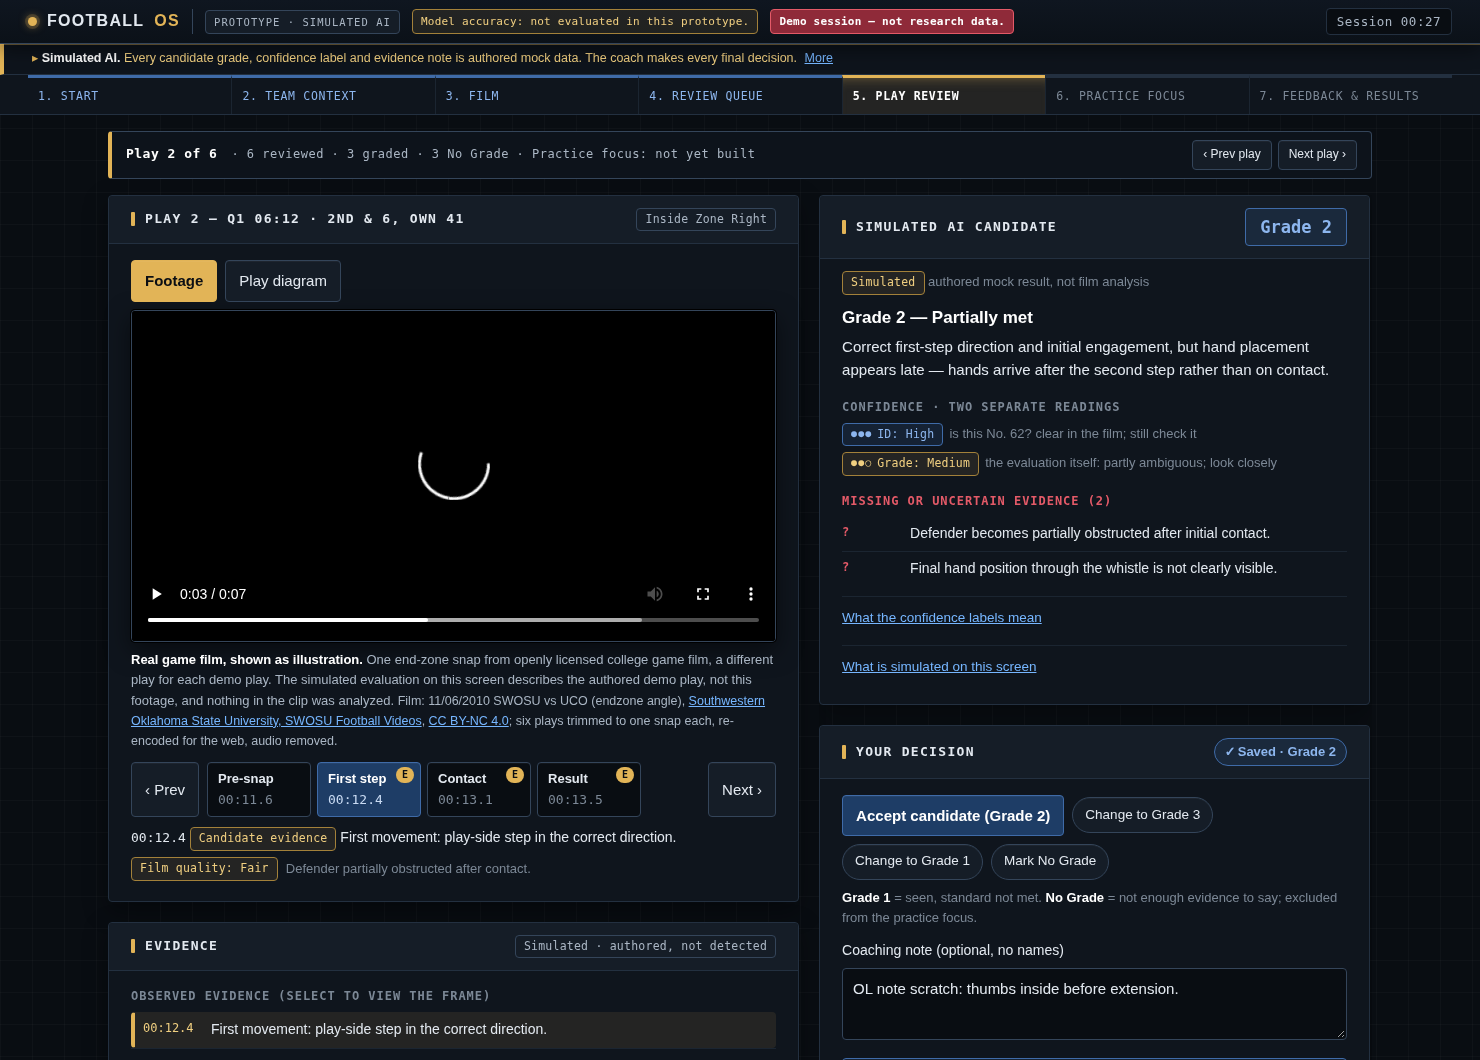 FOOTBALL OS
PROTOTYPE · SIMULATED AI
Model accuracy: not evaluated in this prototype.
Demo session — not research data.
Session 00:27
▸ Simulated AI. Every candidate grade, confidence label and evidence note is authored mock data. The coach makes every final decision. More
1. START
2. TEAM CONTEXT
3. FILM
4. REVIEW QUEUE
5. PLAY REVIEW
6. PRACTICE FOCUS
7. FEEDBACK & RESULTS
Play 2 of 6 · 6 reviewed · 3 graded · 3 No Grade · Practice focus: not yet built
‹ Prev play
Next play ›
PLAY 2 — Q1 06:12 · 2ND & 6, OWN 41
Inside Zone Right
Footage
Play diagram
0:03 / 0:07
Real game film, shown as illustration. One end-zone snap from openly licensed college game film, a different
play for each demo play. The simulated evaluation on this screen describes the authored demo play, not this
footage, and nothing in the clip was analyzed. Film: 11/06/2010 SWOSU vs UCO (endzone angle), Southwestern
Oklahoma State University, SWOSU Football Videos, CC BY-NC 4.0; six plays trimmed to one snap each, re-
encoded for the web, audio removed.
‹ Prev
Pre-snap
00:11.6
First step E
00:12.4
Contact E
00:13.1
Result E
00:13.5
Next ›
00:12.4 Candidate evidence First movement: play-side step in the correct direction.
Film quality: Fair Defender partially obstructed after contact.
EVIDENCE
Simulated · authored, not detected
OBSERVED EVIDENCE (SELECT TO VIEW THE FRAME)
00:12.4 First movement: play-side step in the correct direction.
SIMULATED AI CANDIDATE
Grade 2
Simulated authored mock result, not film analysis
Grade 2 — Partially met
Correct first-step direction and initial engagement, but hand placement
appears late — hands arrive after the second step rather than on contact.
CONFIDENCE · TWO SEPARATE READINGS
●●● ID: High is this No. 62? clear in the film; still check it
●●○ Grade: Medium the evaluation itself: partly ambiguous; look closely
MISSING OR UNCERTAIN EVIDENCE (2)
? Defender becomes partially obstructed after initial contact.
? Final hand position through the whistle is not clearly visible.
What the confidence labels mean
What is simulated on this screen
YOUR DECISION
✓ Saved · Grade 2
Accept candidate (Grade 2)
Change to Grade 3
Change to Grade 1
Mark No Grade
Grade 1 = seen, standard not met. No Grade = not enough evidence to say; excluded
from the practice focus.
Coaching note (optional, no names)
OL note scratch: thumbs inside before extension.